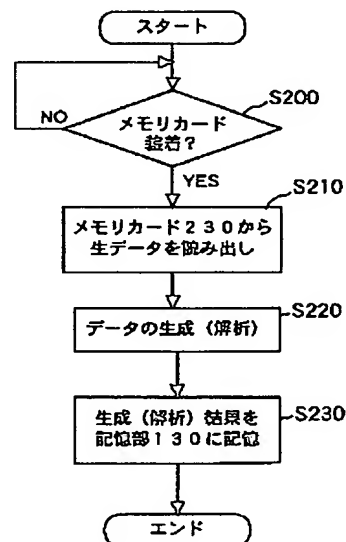 スタート
S200
メモリカード
装着?
NO
YES
S210
メモリカード230から
生データを読み出し
S220
データの生成(解析)
S230
生成(解析)結果を
記憶部130に記憶
エンド